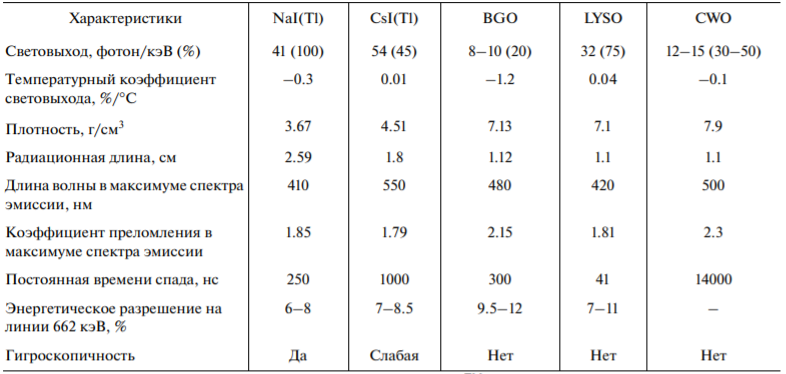 Характеристики NaI(Tl) CsI(Tl) BGO LYSO CWO
Световыход, фотон/кэВ (%) 41 (100) 54 (45) 8–10 (20) 32 (75) 12–15 (30–50)
Температурный коэффициент
световыхода, %/°C −0.3 0.01 −1.2 0.04 −0.1
Плотность, г/см³ 3.67 4.51 7.13 7.1 7.9
Радиационная длина, см 2.59 1.8 1.12 1.1 1.1
Длина волны в максимуме спектра
эмиссии, нм 410 550 480 420 500
Коэффициент преломления в
максимуме спектра эмиссии 1.85 1.79 2.15 1.81 2.3
Постоянная времени спада, нс 250 1000 300 41 14000
Энергетическое разрешение на
линии 662 кэВ, % 6–8 7–8.5 9.5–12 7–11 –
Гигроскопичность Да Слабая Нет Нет Нет